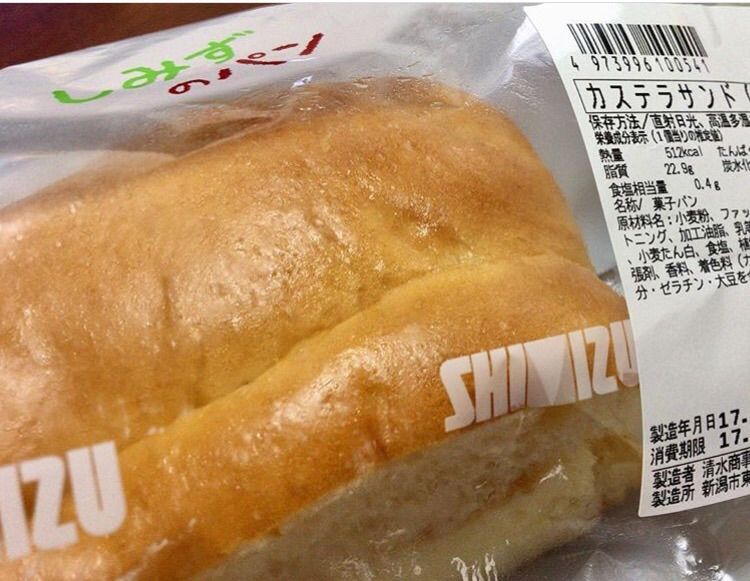 しみず
のパン
4 973996 100541
カステラサンド(
保存方法/直射日光、高温多湿
栄養成分表示(1個当りの推定値)
熱量 512kcal たんぱく
脂質 22.9g 炭水化
食塩相当量 0.4g
名称/ 菓子パン
原材料名:小麦粉、ファッ
トニング、加工油脂、乳等
、小麦たん白、食塩、植
張剤、香料、着色料(カ
分・ゼラチン・大豆を
SHIMIZU
IZU
製造年月日17.
消費期限 17.
製造者 清水商事
製造所 新潟市東